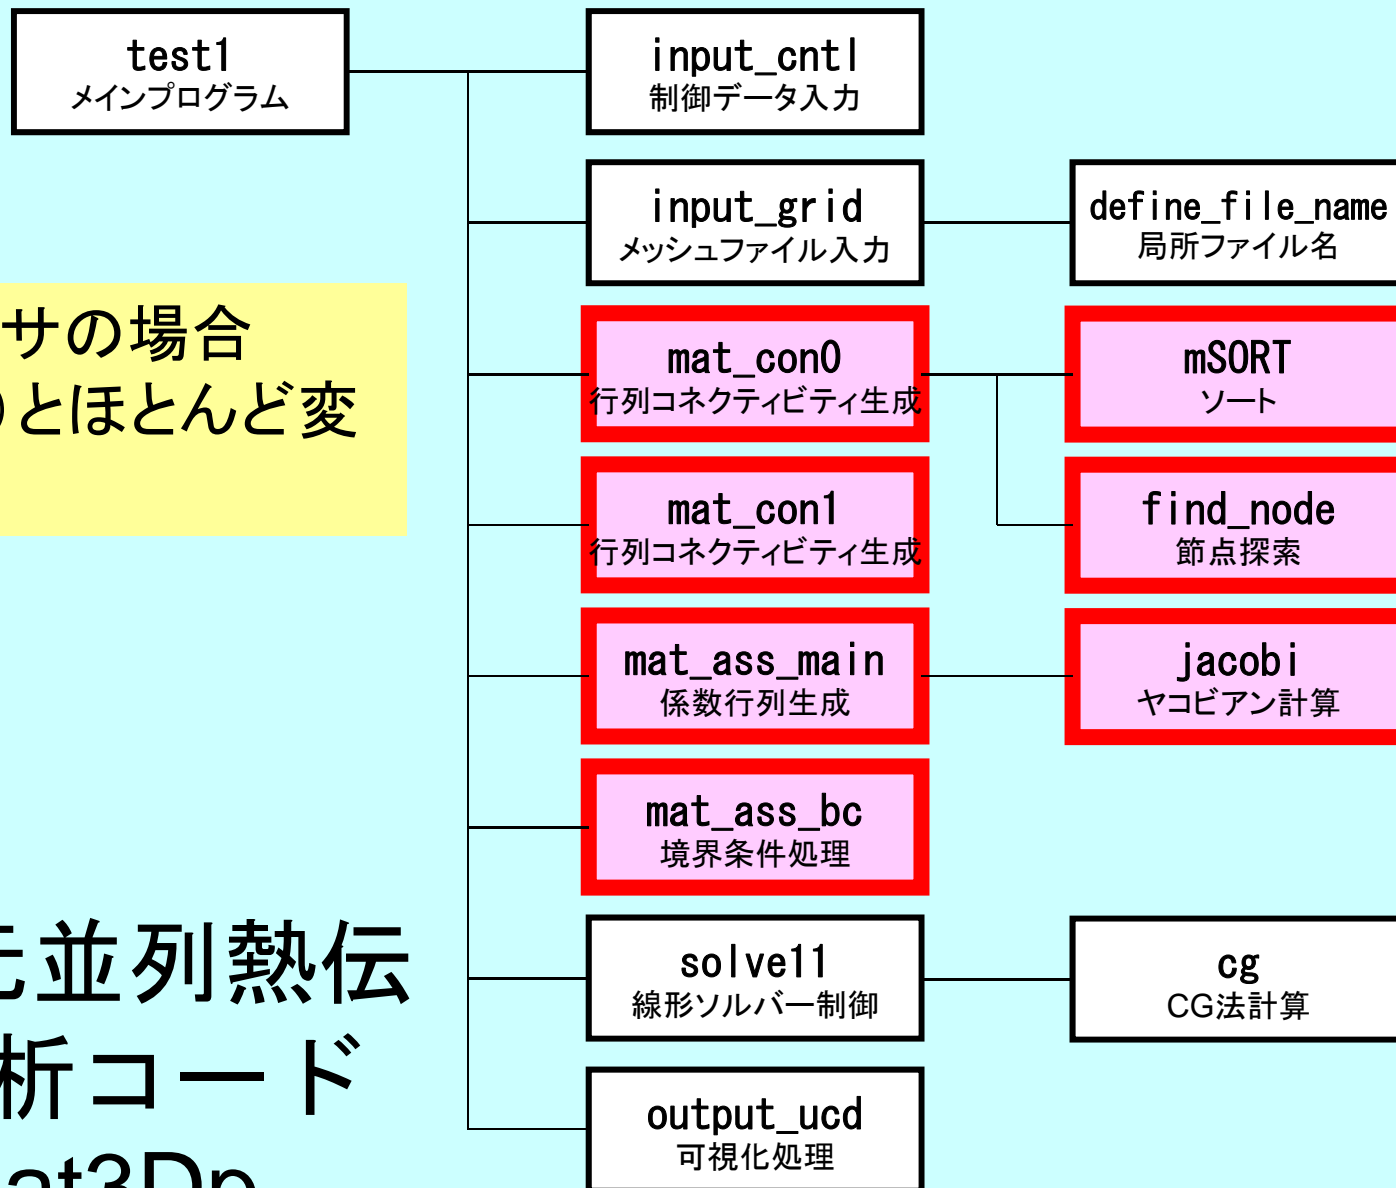 test1
メインプログラム
input_cntl
制御データ入力
input_grid
メッシュファイル入力
define_file_name
局所ファイル名
サの場合
とほとんど変
mat_con0
行列コネクティビティ生成
mSORT
ソート
mat_con1
行列コネクティビティ生成
find_node
節点探索
mat_ass_main
係数行列生成
jacobi
ヤコビアン計算
mat_ass_bc
境界条件処理
元並列熱伝
析コード
at3Dp
solve11
線形ソルバー制御
cg
CG法計算
output_ucd
可視化処理